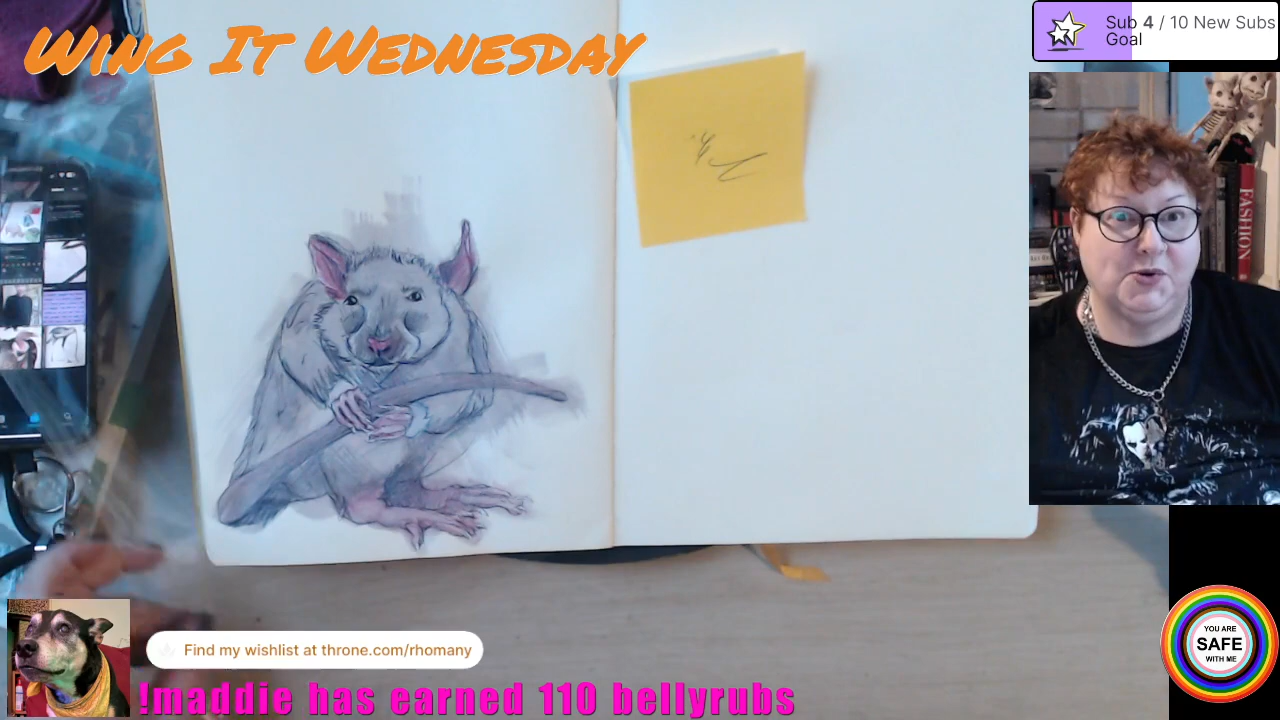 Wing It Wednesday
Sub 4 / 10 New Subs
Goal
FASHION
YOU ARE
SAFE
WITH ME
Find my wishlist at throne.com/rhomany
!maddie has earned 110 bellyrubs